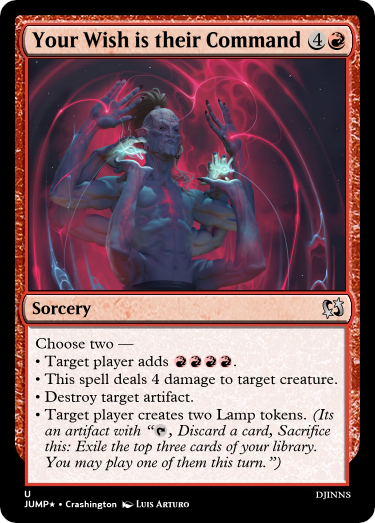 Your Wish is their Command 4
Sorcery
Choose two —
• Target player adds .
• This spell deals 4 damage to target creature.
• Destroy target artifact.
• Target player creates two Lamp tokens. (Its
an artifact with “, Discard a card, Sacrifice
this: Exile the top three cards of your library.
You may play one of them this turn.”)
U
JUMP★ • Crashington Luis Arturo
DJINNS